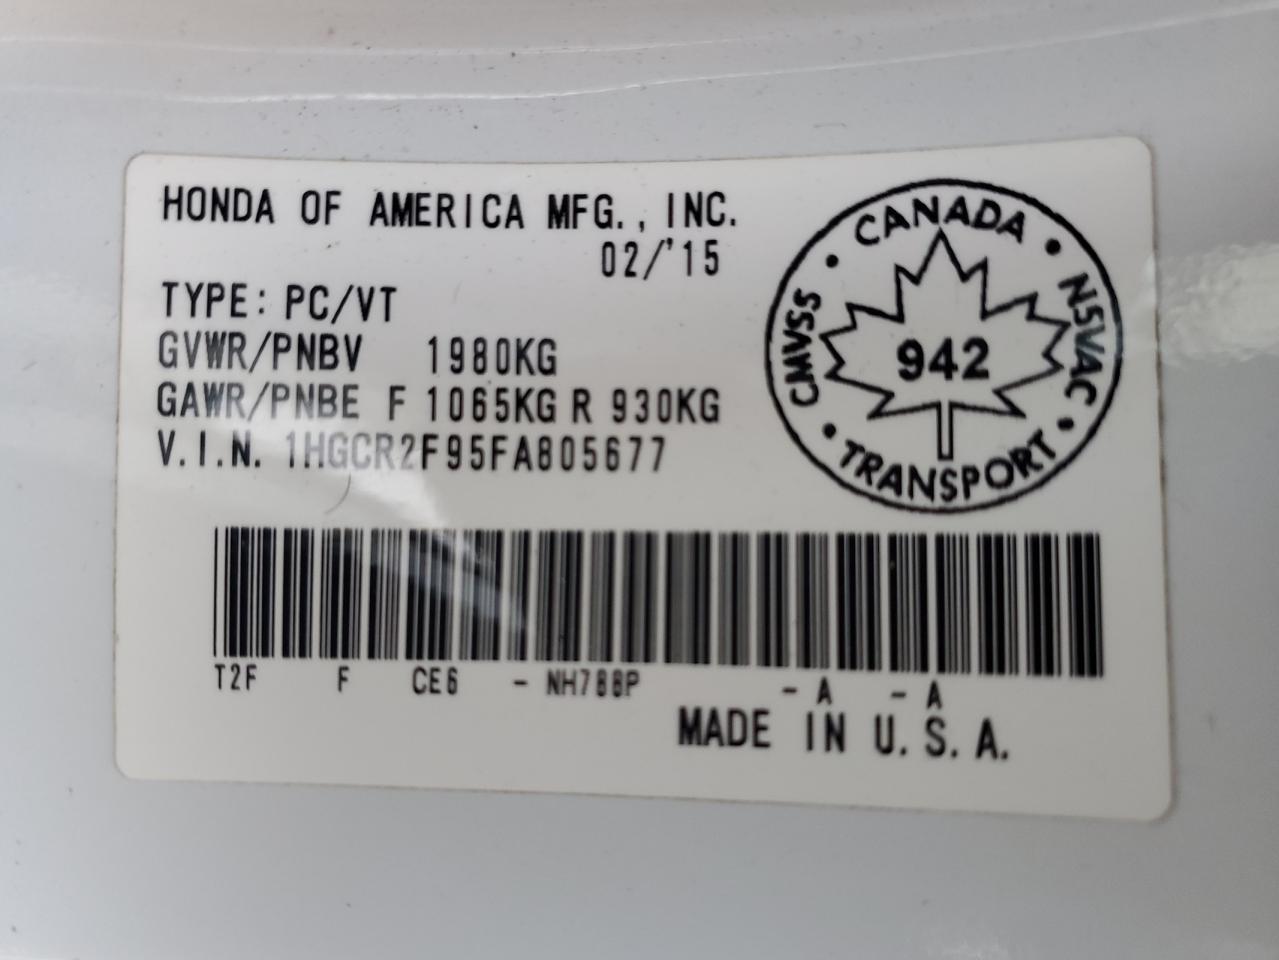 HONDA OF AMERICA MFG., INC.
02/'15
TYPE: PC/VT
GVWR/PNBV 1980KG
GAWR/PNBE F 1065KG R 930KG
V.I.N. 1HGCR2F95FA805677
CANADA
NSVAC
CMVSS
942
TRANSPORT
T2F F CE6 - NH788P - A - A
MADE IN U.S.A.